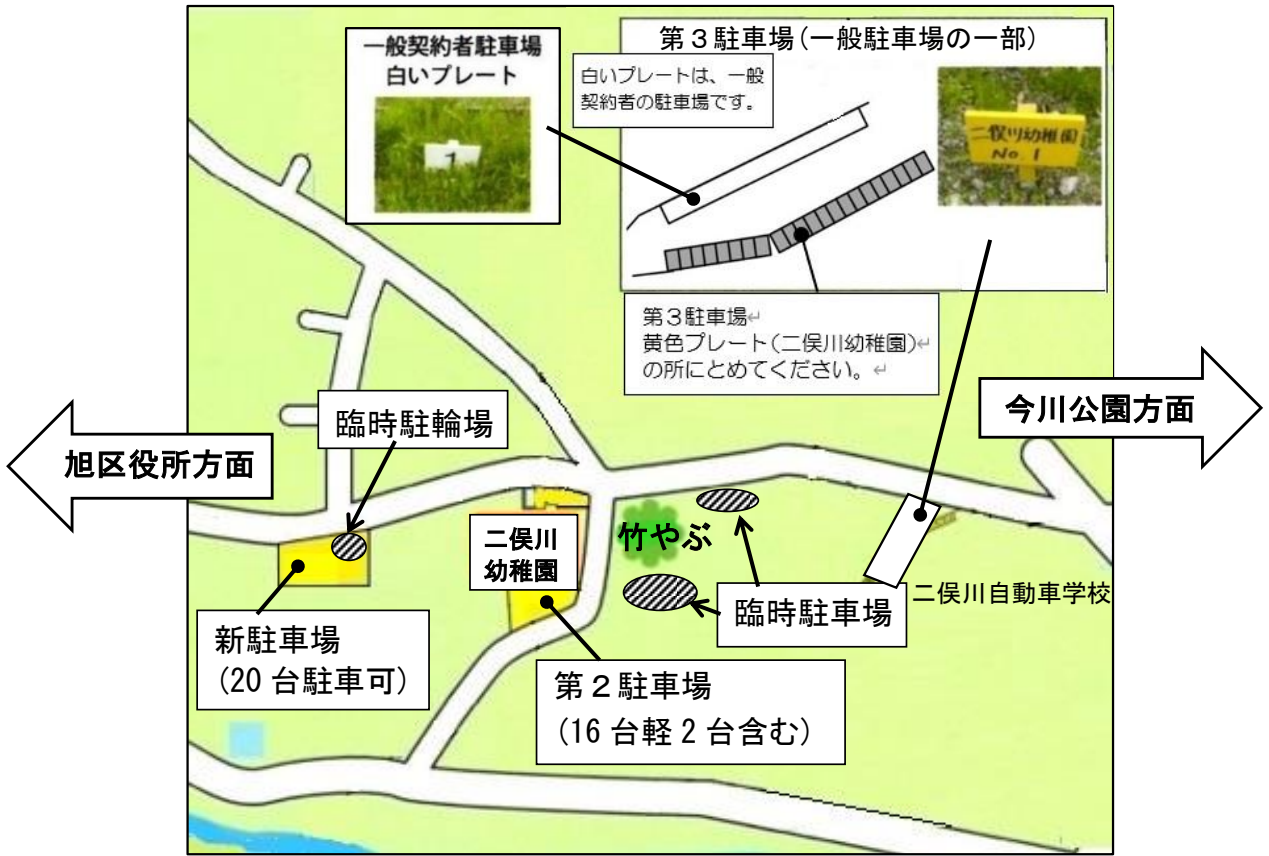 一般契約者駐車場
白いプレート
1
第３駐車場(一般駐車場の一部)
白いプレートは、一般
契約者の駐車場です。
二俣川幼稚園
No 1
第３駐車場↵
黄色プレート(二俣川幼稚園)↵
の所にとめてください。↵
今川公園方面
旭区役所方面
臨時駐輪場
二俣川
幼稚園
竹やぶ
臨時駐車場
二俣川自動車学校
新駐車場
(20 台駐車可)
第２駐車場
(16 台軽 2 台含む)